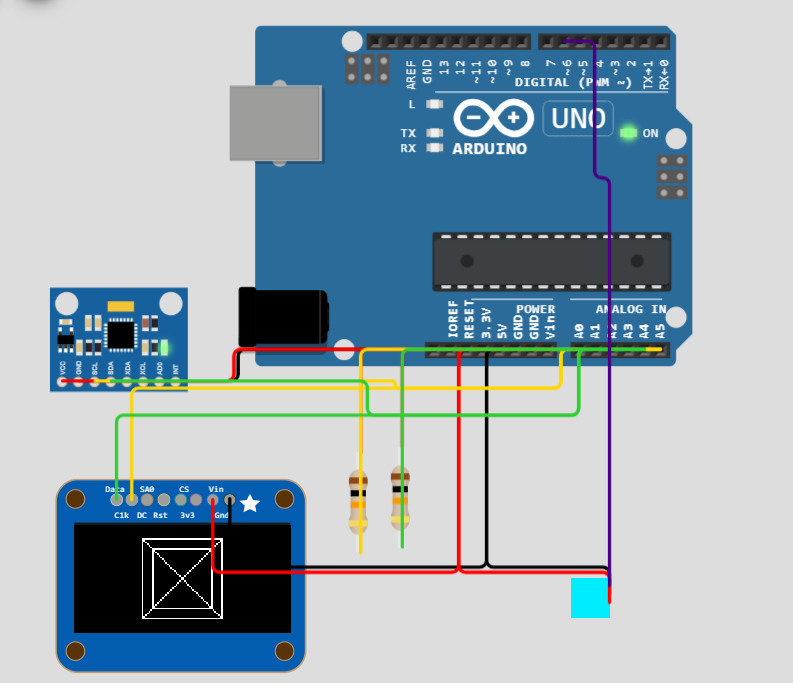 AREF
GND
13
12
~11
~10
~9
8
7
~6
~5
4
~3
2
TX→1
RX←0
DIGITAL (PWM ~)
L
TX
RX
ARDUINO
UNO
ON
IOREF
RESET
3.3V
5V
GND
GND
Vin
POWER
ANALOG IN
A0
A1
A2
A3
A4
A5
VCC
GND
SCL
SDA
XDA
XCL
AD0
INT
Data
SA0
CS
Vin
Clk
DC
Rst
3v3
Gnd